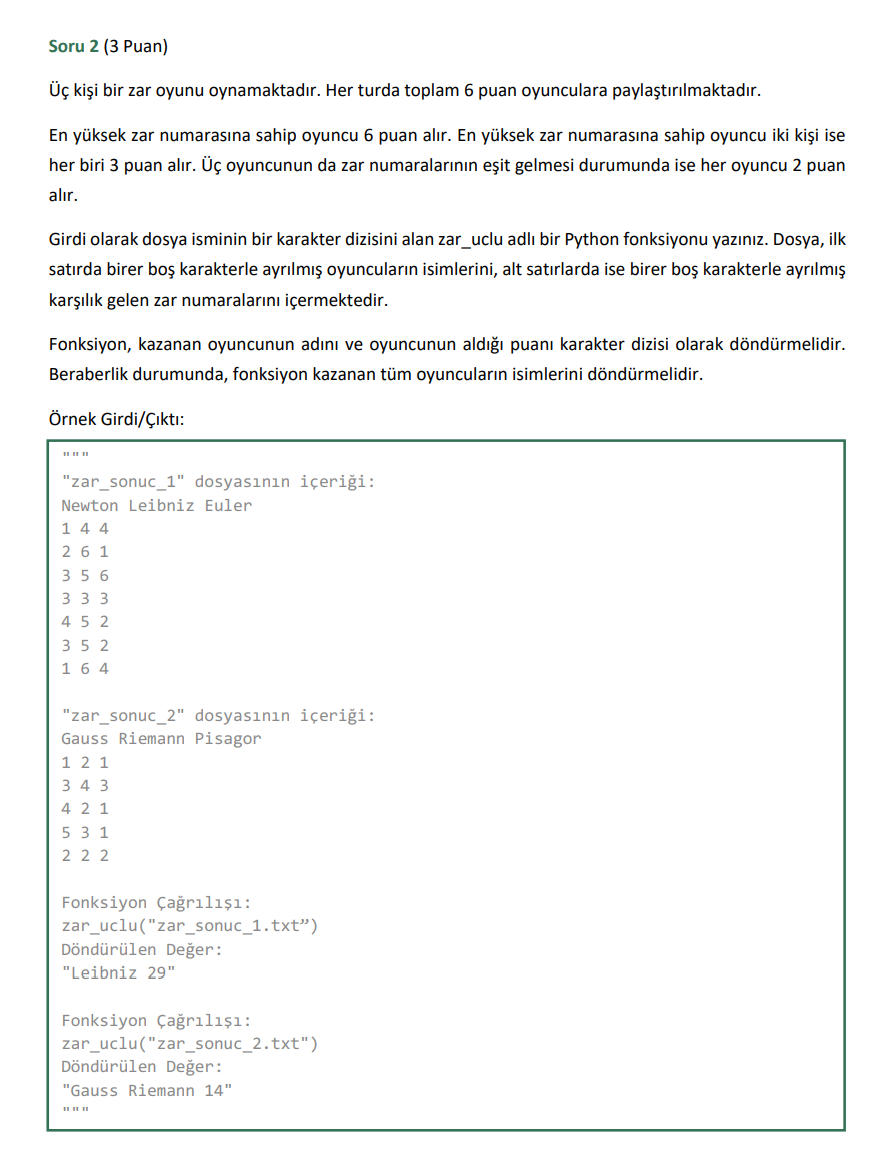 Soru 2 (3 Puan)
Üç kişi bir zar oyunu oynamaktadır. Her turda toplam 6 puan oyunculara paylaştırılmaktadır.
En yüksek zar numarasına sahip oyuncu 6 puan alır. En yüksek zar numarasına sahip oyuncu iki kişi ise
her biri 3 puan alır. Üç oyuncunun da zar numaralarının eşit gelmesi durumunda ise her oyuncu 2 puan
alır.
Girdi olarak dosya isminin bir karakter dizisini alan zar_uclu adlı bir Python fonksiyonu yazınız. Dosya, ilk
satırda birer boş karakterle ayrılmış oyuncuların isimlerini, alt satırlarda ise birer boş karakterle ayrılmış
karşılık gelen zar numaralarını içermektedir.
Fonksiyon, kazanan oyuncunun adını ve oyuncunun aldığı puanı karakter dizisi olarak döndürmelidir.
Beraberlik durumunda, fonksiyon kazanan tüm oyuncuların isimlerini döndürmelidir.
Örnek Girdi/Çıktı:
"""
"zar_sonuc_1" dosyasının içeriği:
Newton Leibniz Euler
1 4 4
2 6 1
3 5 6
3 3 3
4 5 2
3 5 2
1 6 4
"zar_sonuc_2" dosyasının içeriği:
Gauss Riemann Pisagor
1 2 1
3 4 3
4 2 1
5 3 1
2 2 2
Fonksiyon Çağrılışı:
zar_uclu("zar_sonuc_1.txt”)
Döndürülen Değer:
"Leibniz 29"
Fonksiyon Çağrılışı:
zar_uclu("zar_sonuc_2.txt")
Döndürülen Değer:
"Gauss Riemann 14"
"""